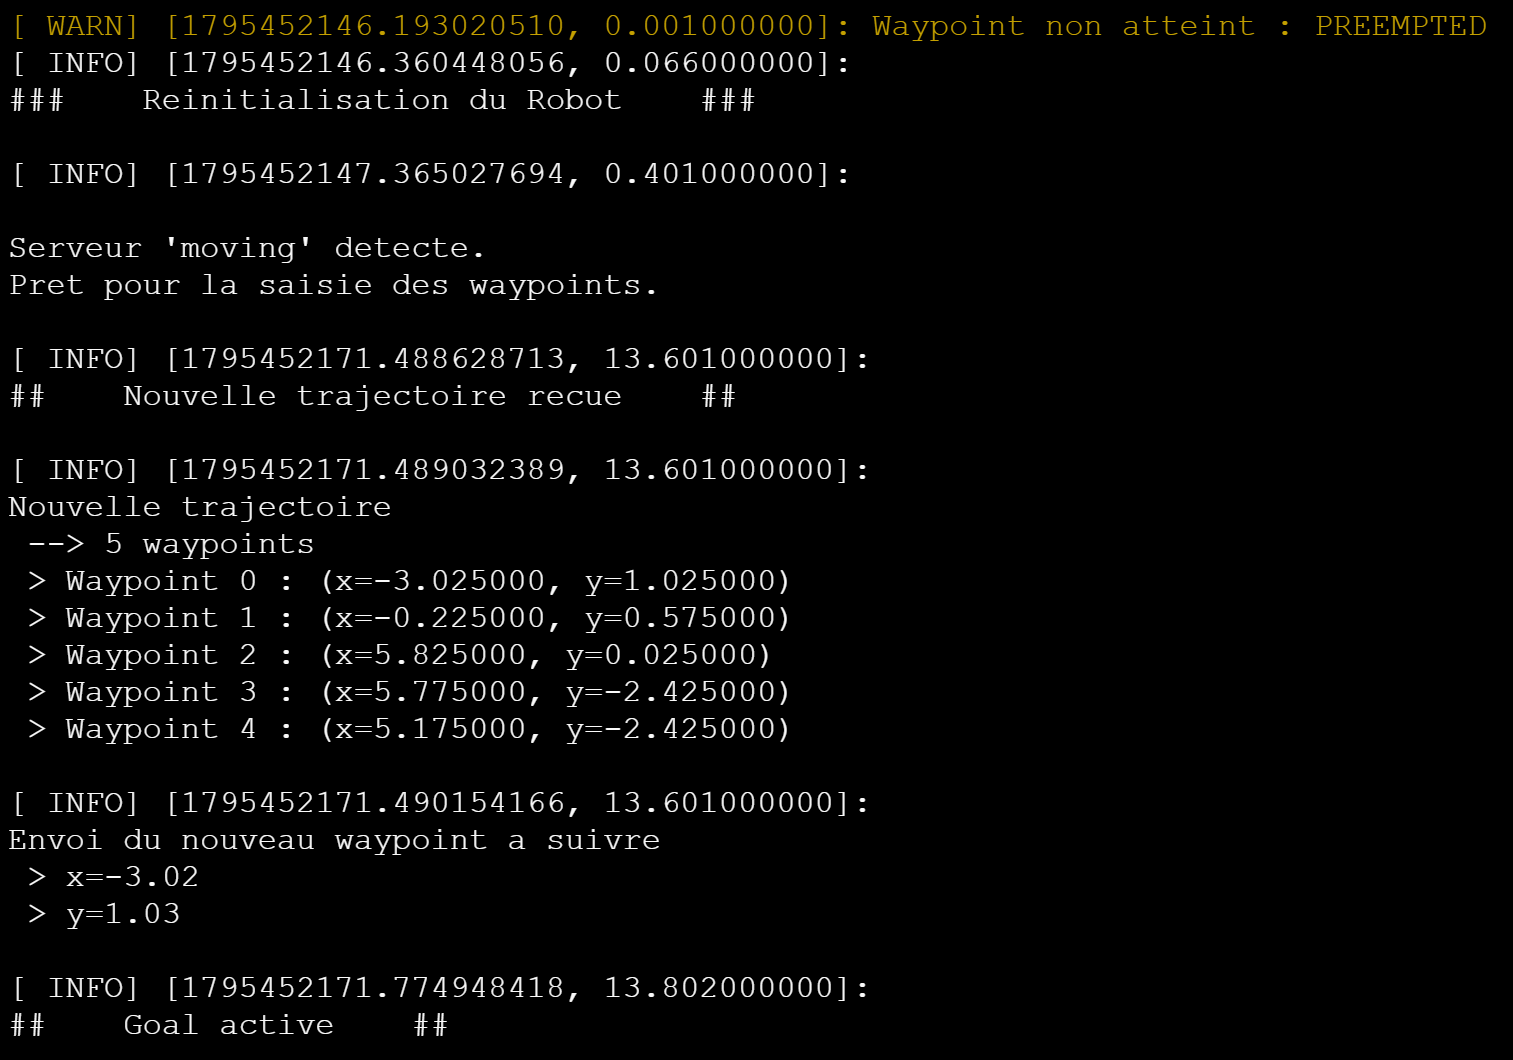 [ WARN] [1795452146.193020510, 0.001000000]: Waypoint non atteint : PREEMPTED
[ INFO] [1795452146.360448056, 0.066000000]:
###    Reinitialisation du Robot    ###
[ INFO] [1795452147.365027694, 0.401000000]:
Serveur 'moving' detecte.
Pret pour la saisie des waypoints.
[ INFO] [1795452171.488628713, 13.601000000]:
##    Nouvelle trajectoire recue    ##
[ INFO] [1795452171.489032389, 13.601000000]:
Nouvelle trajectoire
 --> 5 waypoints
 > Waypoint 0 : (x=-3.025000, y=1.025000)
 > Waypoint 1 : (x=-0.225000, y=0.575000)
 > Waypoint 2 : (x=5.825000, y=0.025000)
 > Waypoint 3 : (x=5.775000, y=-2.425000)
 > Waypoint 4 : (x=5.175000, y=-2.425000)
[ INFO] [1795452171.490154166, 13.601000000]:
Envoi du nouveau waypoint a suivre
 > x=-3.02
 > y=1.03
[ INFO] [1795452171.774948418, 13.802000000]:
##    Goal active    ##